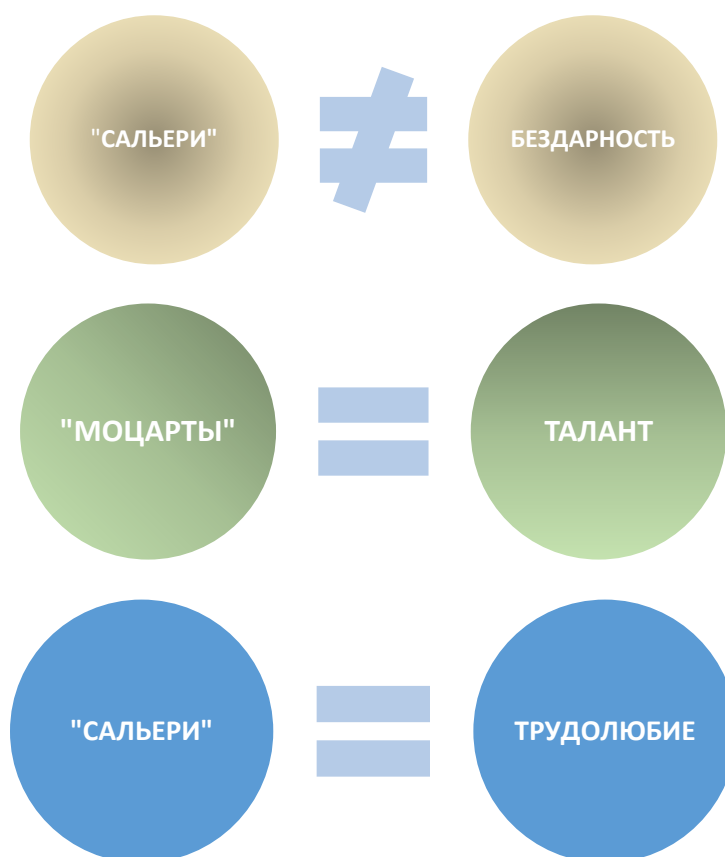 "САЛЬЕРИ"
≠
БЕЗДАРНОСТЬ
"МОЦАРТЫ"
=
ТАЛАНТ
"САЛЬЕРИ"
=
ТРУДОЛЮБИЕ